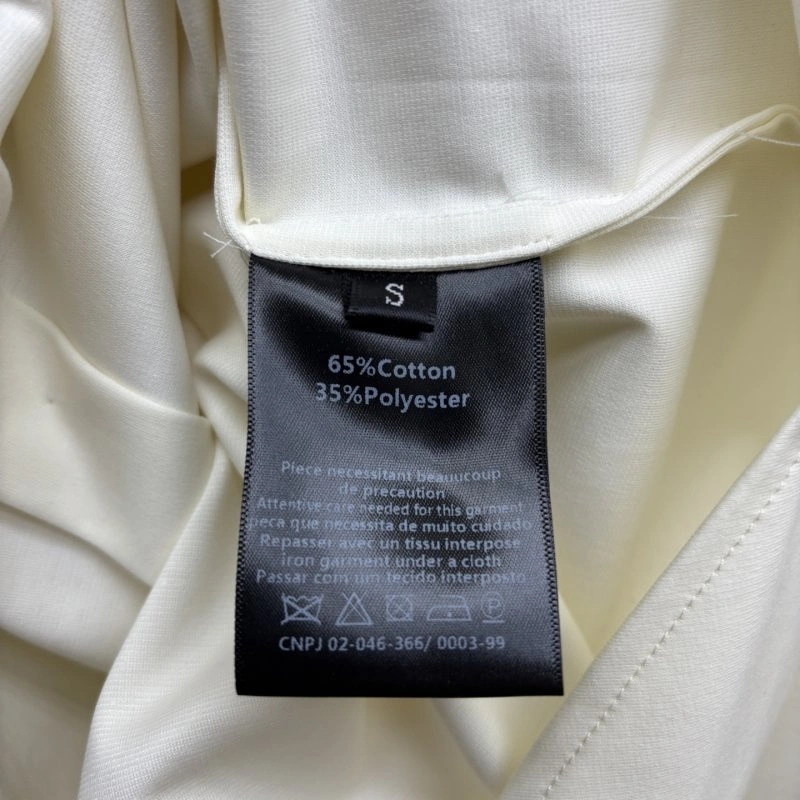 S
65%Cotton
35%Polyester
Piece necessitant beauucoup
de precaution
Attentive care needed for this garment
peca que necessita de muito cuidado
Repasser avec un tissu interpose
iron garment under a cloth
Passar com um tecido interposto
P
CNPJ 02-046-366/ 0003-99